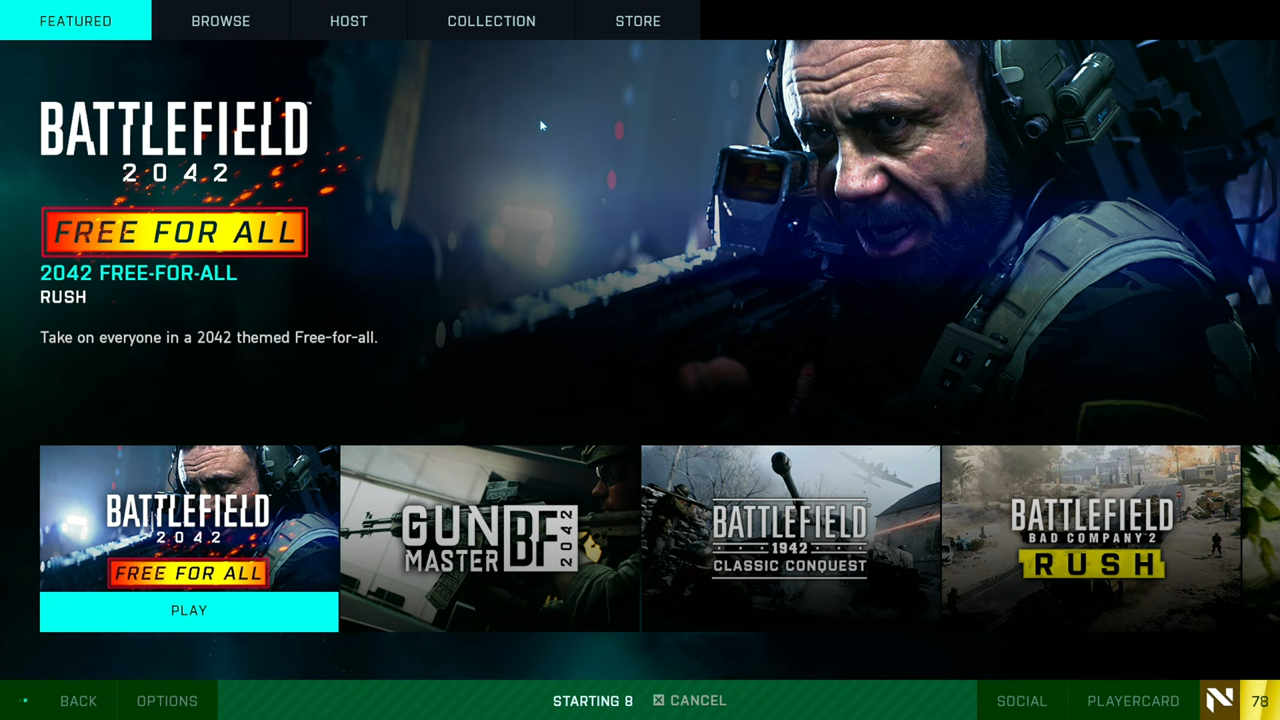 FEATURED
BROWSE
HOST
COLLECTION
STORE
BATTLEFIELD™
2042
FREE FOR ALL
2042 FREE-FOR-ALL
RUSH
Take on everyone in a 2042 themed Free-for-all.
BATTLEFIELD
2042
FREE FOR ALL
PLAY
GUN
MASTER
BF
2042
BATTLEFIELD
1942
CLASSIC CONQUEST
BATTLEFIELD
BAD COMPANY 2
RUSH
BACK
OPTIONS
STARTING 8
CANCEL
SOCIAL
PLAYERCARD
78